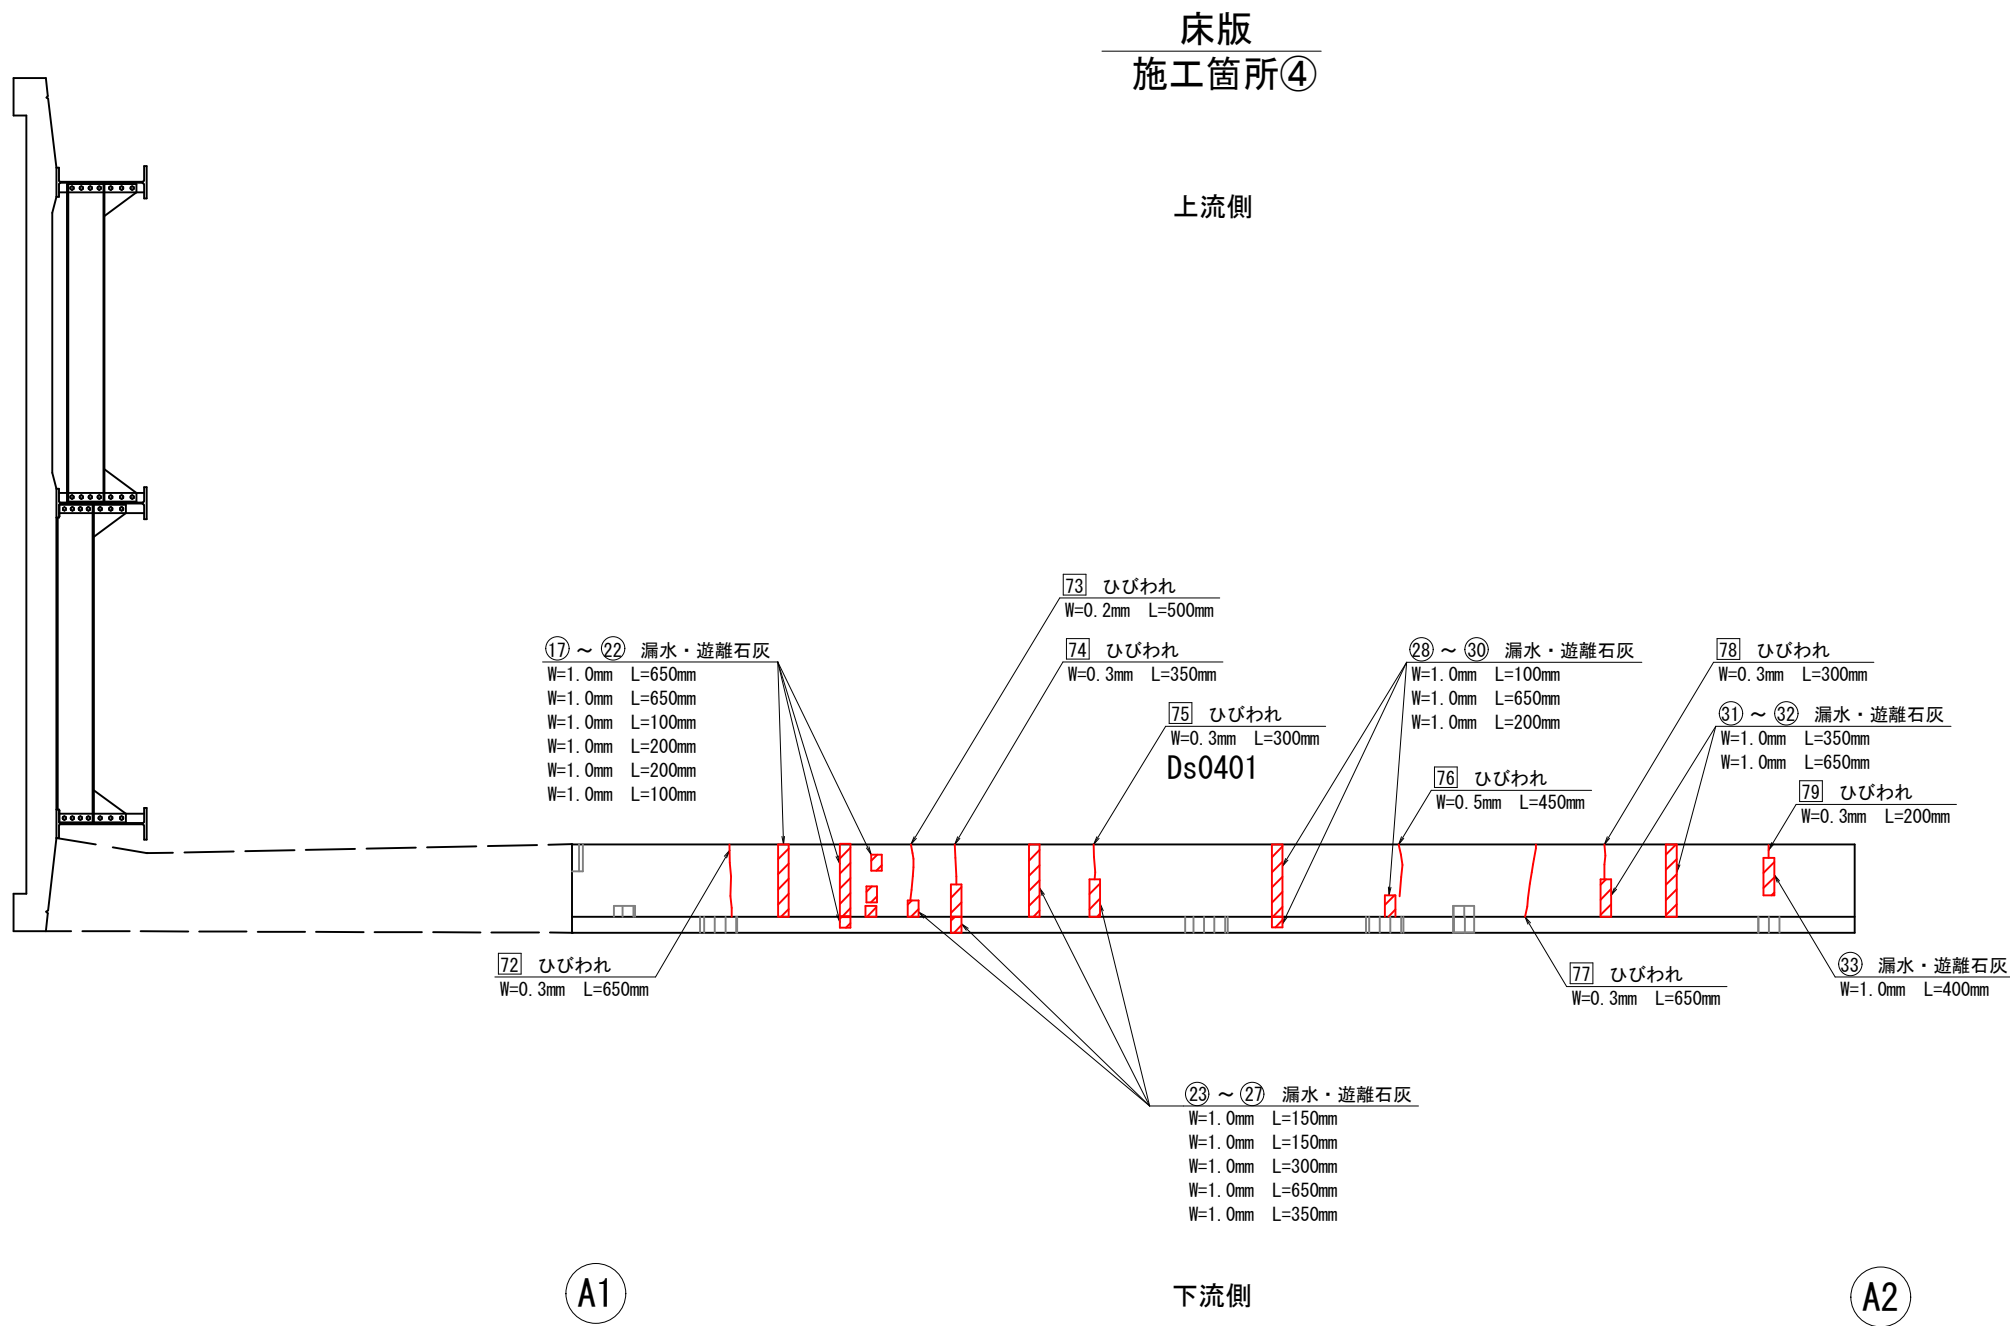 床版
施工箇所④
上流側
73 ひびわれ
W=0.2mm L=500mm
⑰～㉒ 漏水・遊離石灰
W=1.0mm L=650mm
W=1.0mm L=650mm
W=1.0mm L=100mm
W=1.0mm L=200mm
W=1.0mm L=200mm
W=1.0mm L=100mm
74 ひびわれ
W=0.3mm L=350mm
75 ひびわれ
W=0.3mm L=300mm
Ds0401
㉘～㉚ 漏水・遊離石灰
W=1.0mm L=100mm
W=1.0mm L=650mm
W=1.0mm L=200mm
76 ひびわれ
W=0.5mm L=450mm
78 ひびわれ
W=0.3mm L=300mm
㉛～㉜ 漏水・遊離石灰
W=1.0mm L=350mm
W=1.0mm L=650mm
79 ひびわれ
W=0.3mm L=200mm
72 ひびわれ
W=0.3mm L=650mm
77 ひびわれ
W=0.3mm L=650mm
㉝ 漏水・遊離石灰
W=1.0mm L=400mm
㉓～㉗ 漏水・遊離石灰
W=1.0mm L=150mm
W=1.0mm L=150mm
W=1.0mm L=300mm
W=1.0mm L=650mm
W=1.0mm L=350mm
A1
下流側
A2